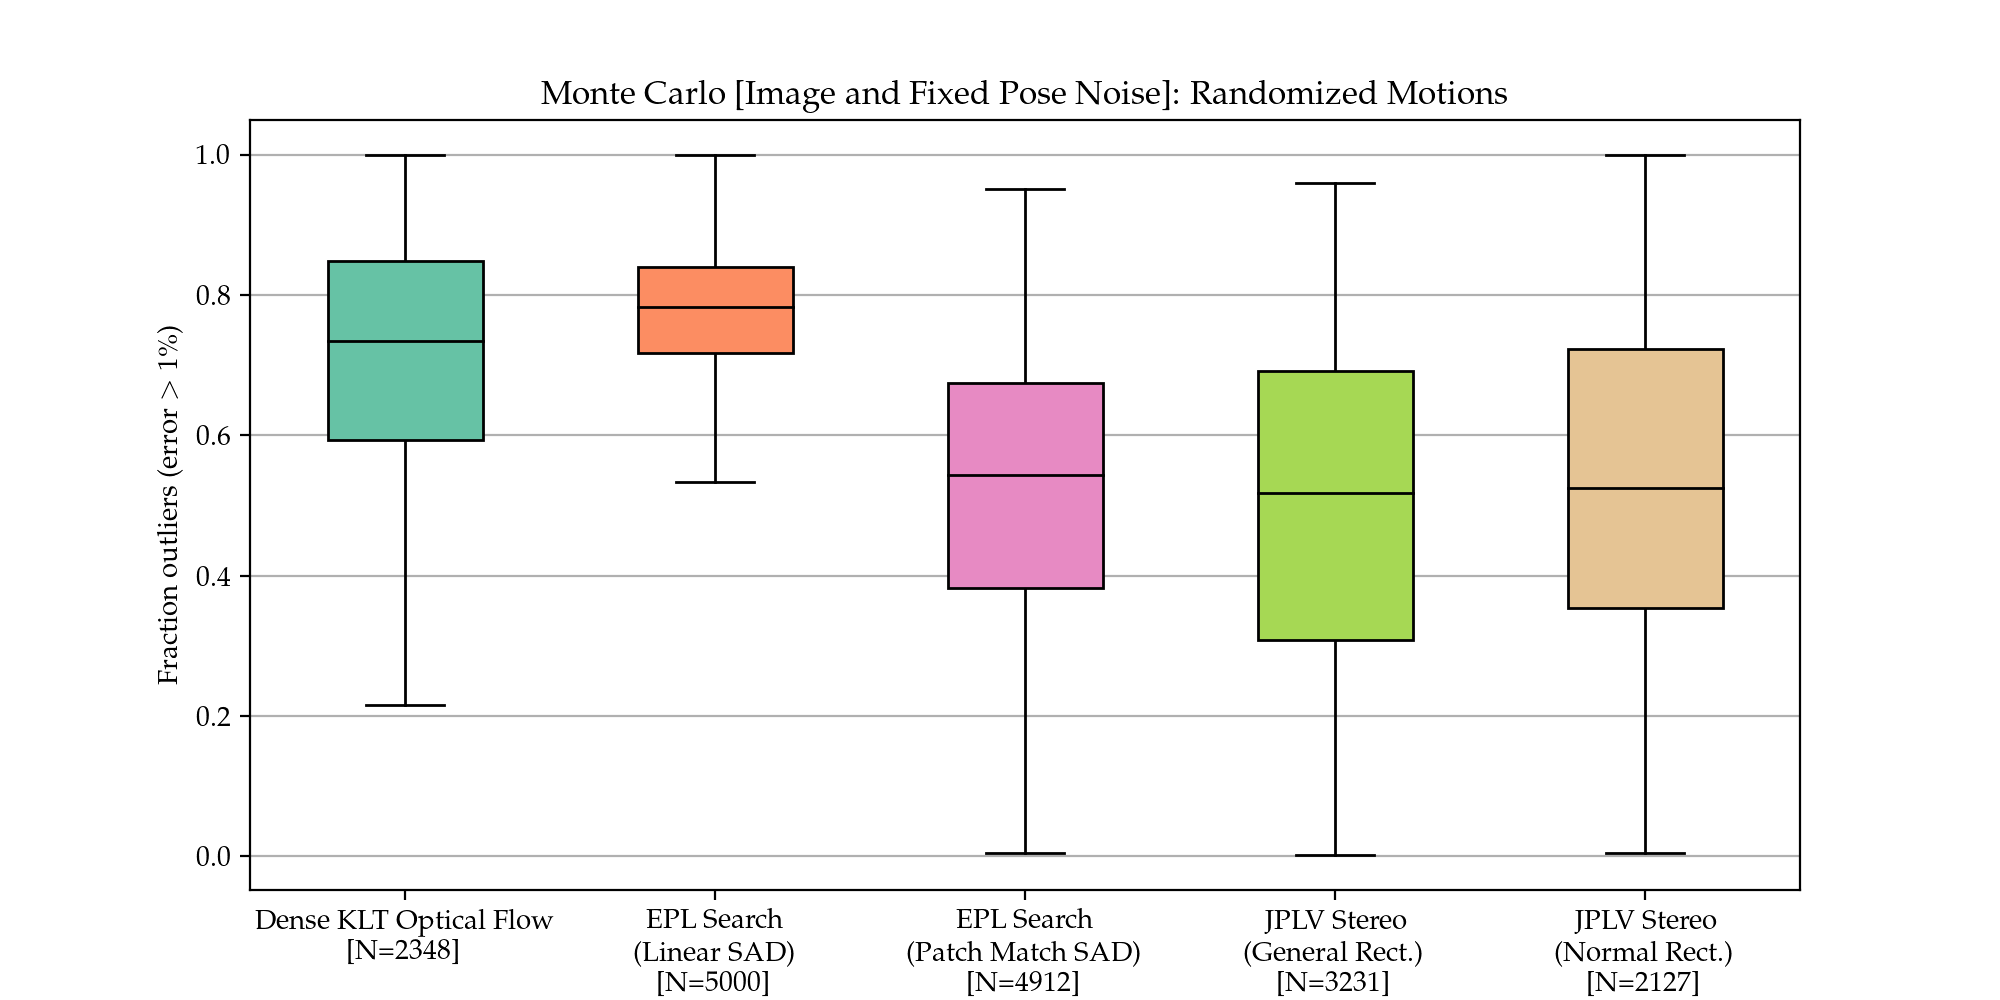 Monte Carlo [Image and Fixed Pose Noise]: Randomized Motions
Fraction outliers (error > 1%)
1.0
0.8
0.6
0.4
0.2
0.0
Dense KLT Optical Flow
[N=2348]
EPL Search
(Linear SAD)
[N=5000]
EPL Search
(Patch Match SAD)
[N=4912]
JPLV Stereo
(General Rect.)
[N=3231]
JPLV Stereo
(Normal Rect.)
[N=2127]